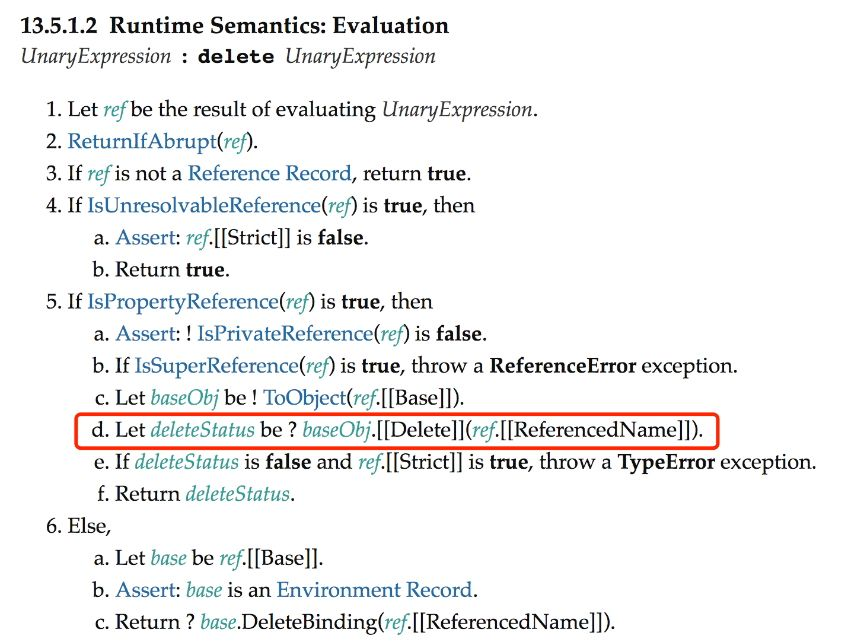 13.5.1.2 Runtime Semantics: Evaluation
UnaryExpression : delete UnaryExpression
1. Let ref be the result of evaluating UnaryExpression.
2. ReturnIfAbrupt(ref).
3. If ref is not a Reference Record, return true.
4. If IsUnresolvableReference(ref) is true, then
a. Assert: ref.[[Strict]] is false.
b. Return true.
5. If IsPropertyReference(ref) is true, then
a. Assert: ! IsPrivateReference(ref) is false.
b. If IsSuperReference(ref) is true, throw a ReferenceError exception.
c. Let baseObj be ! ToObject(ref.[[Base]]).
d. Let deleteStatus be ? baseObj.[[Delete]](ref.[[ReferencedName]]).
e. If deleteStatus is false and ref.[[Strict]] is true, throw a TypeError exception.
f. Return deleteStatus.
6. Else,
a. Let base be ref.[[Base]].
b. Assert: base is an Environment Record.
c. Return ? base.DeleteBinding(ref.[[ReferencedName]]).